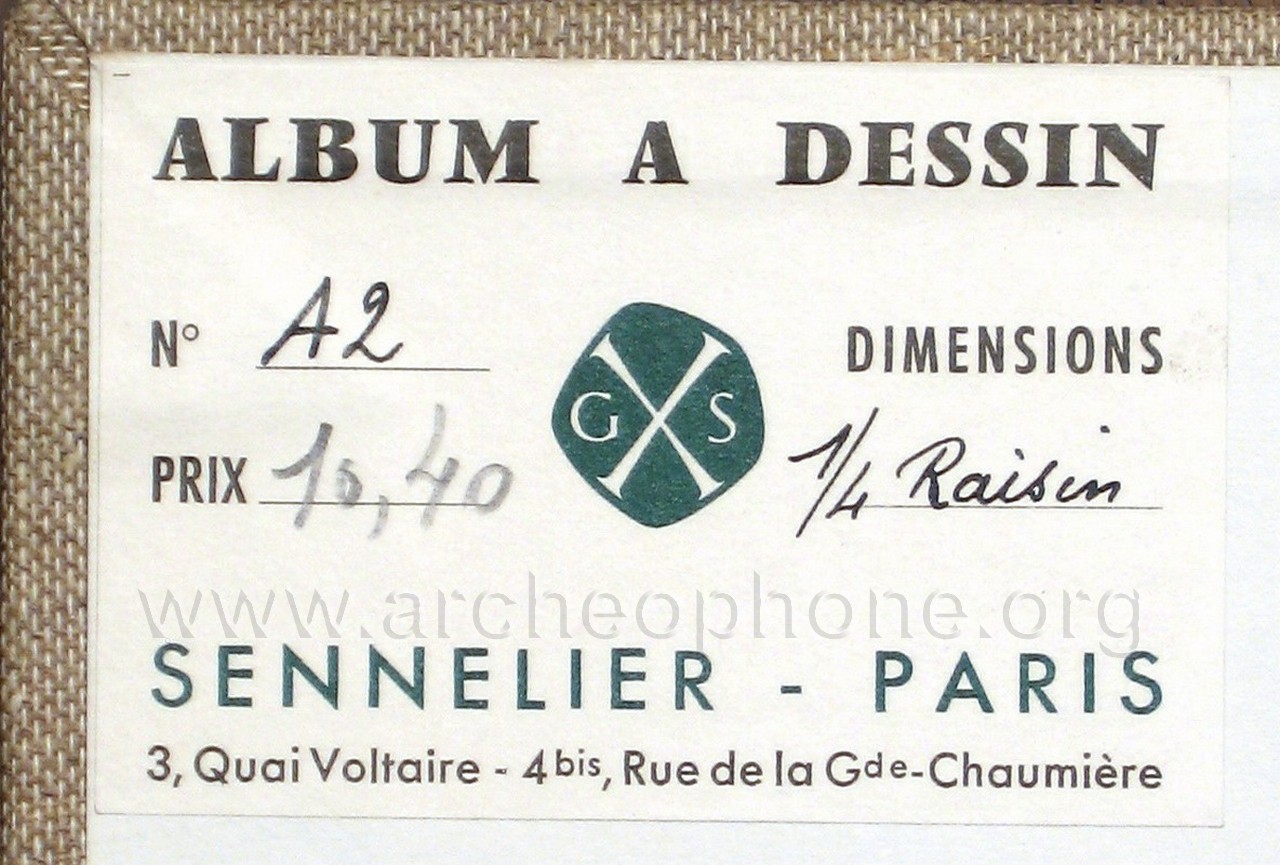 ALBUM A DESSIN
N° A2
DIMENSIONS
G S
PRIX 10,40
1/4 Raisin
www.archeophone.org
SENNELIER - PARIS
3, Quai Voltaire - 4bis, Rue de la Gde-Chaumière